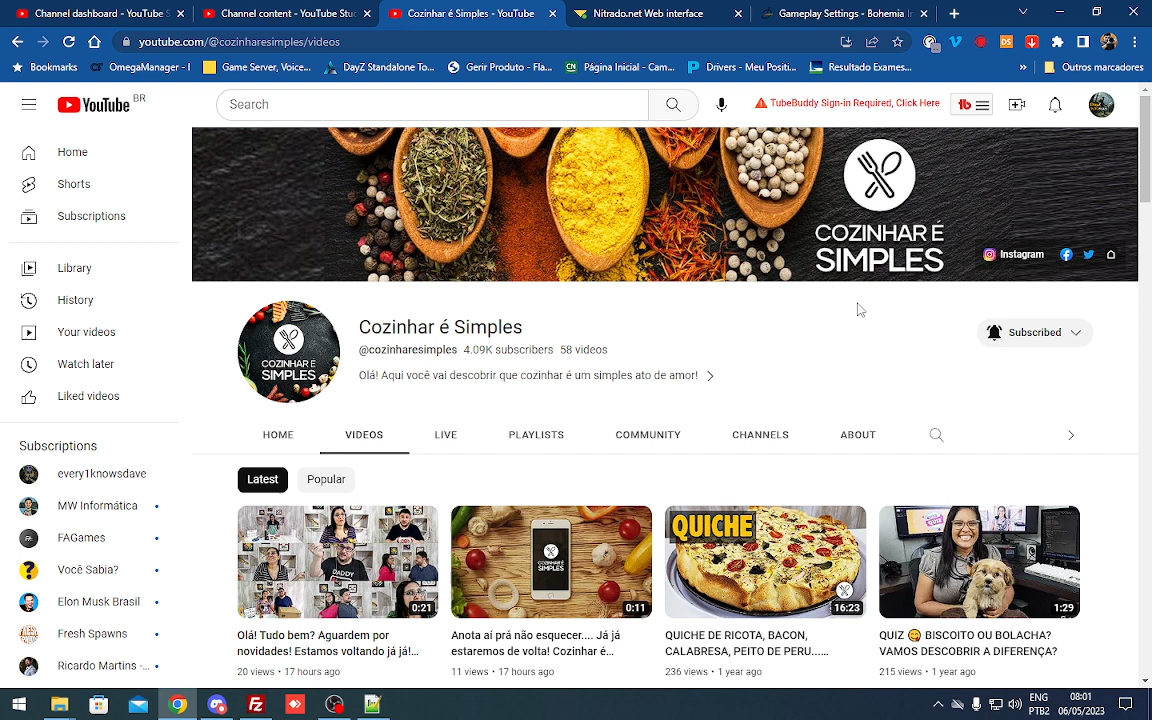 Channel dashboard - YouTube S
Channel content - YouTube Stu
Cozinhar é Simples - YouTube
Nitrado.net Web interface
Gameplay Settings - Bohemia In
youtube.com/@cozinharesimples/videos
Bookmarks
OmegaManager - I
Game Server, Voice...
DayZ Standalone To...
Gerir Produto - Fla...
Página Inicial - Cam...
Drivers - Meu Positi...
Resultado Exames...
»
Outros marcadores
YouTube BR
Search
TubeBuddy Sign-in Required, Click Here
tb
Home
Shorts
Subscriptions
Library
History
Your videos
Watch later
Liked videos
Subscriptions
every1knowsdave
MW Informática
FAGames
Você Sabia?
Elon Musk Brasil
Fresh Spawns
Ricardo Martins -...
COZINHAR É
SIMPLES
Instagram
COZINHAR É
SIMPLES
Cozinhar é Simples
@cozinharesimples 4.09K subscribers 58 videos
Olá! Aqui você vai descobrir que cozinhar é um simples ato de amor!
Subscribed
HOME
VIDEOS
LIVE
PLAYLISTS
COMMUNITY
CHANNELS
ABOUT
Latest
Popular
DADDY
0:21
Olá! Tudo bem? Aguardem por
novidades! Estamos voltando já já!...
20 views • 17 hours ago
COZINHAR É
SIMPLES
0:11
Anota aí prá não esquecer.... Já já
estaremos de volta! Cozinhar é...
11 views • 17 hours ago
QUICHE
16:23
QUICHE DE RICOTA, BACON,
CALABRESA, PEITO DE PERU......
236 views • 1 year ago
1:29
QUIZ 😋 BISCOITO OU BOLACHA?
VAMOS DESCOBRIR A DIFERENÇA?
215 views • 1 year ago
ENG
PTB2
08:01
06/05/2023